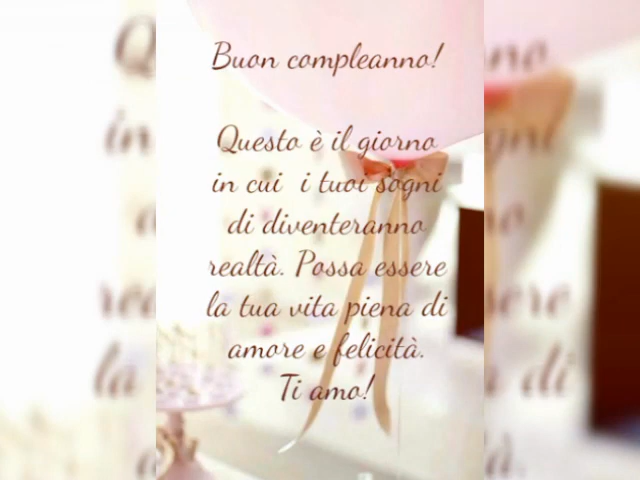 Buon compleanno!
Questo è il giorno
in cui i tuoi sogni
di diventeranno
realtà. Possa essere
la tua vita piena di
amore e felicità.
Ti amo!